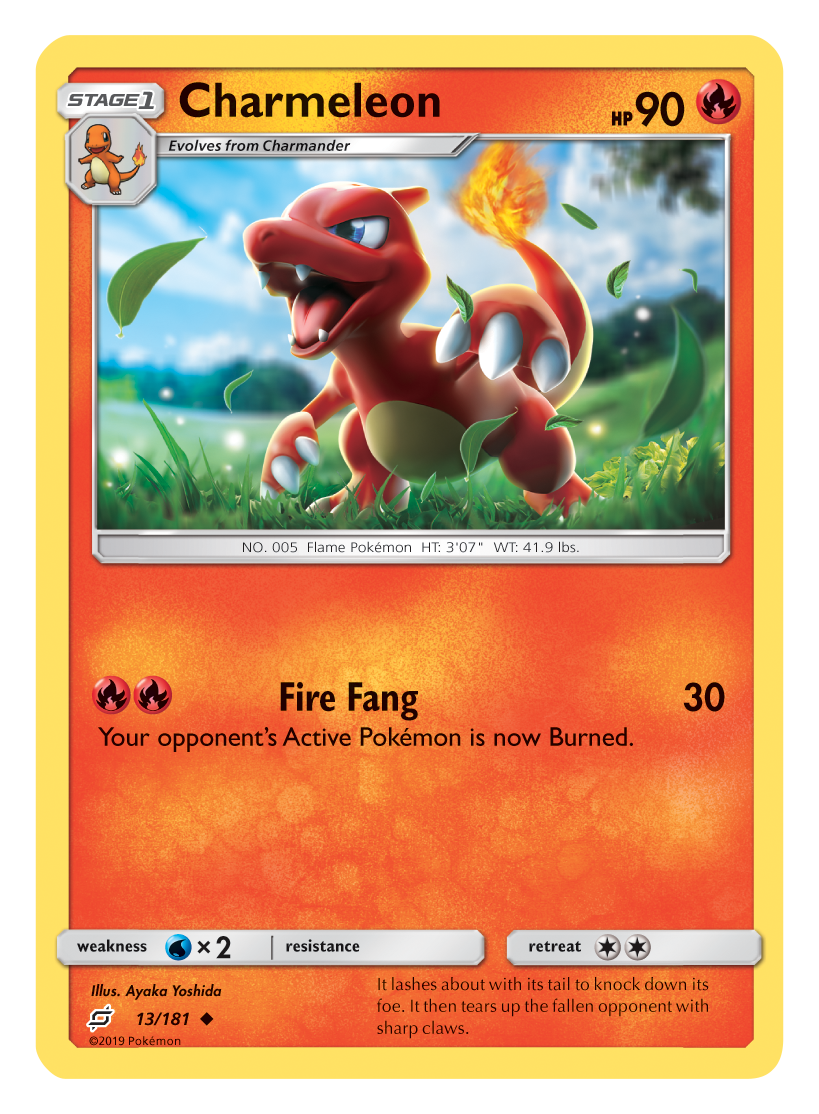 STAGE1 Charmeleon HP 90
Evolves from Charmander
NO. 005 Flame Pokémon HT: 3'07" WT: 41.9 lbs.
Fire Fang 30
Your opponent's Active Pokémon is now Burned.
weakness × 2 resistance retreat
Illus. Ayaka Yoshida
13/181
©2019 Pokémon
It lashes about with its tail to knock down its
foe. It then tears up the fallen opponent with
sharp claws.